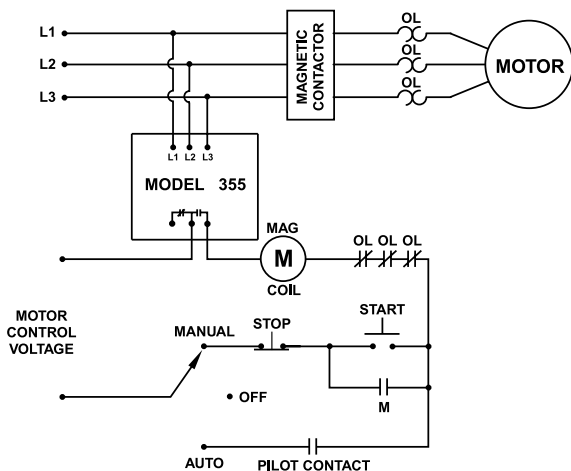 OL
L1
L2
OL
L3
OL
MAGNETIC
CONTACTOR
MOTOR
L1 L2 L3
MODEL 355
MAG
M
COIL
OL OL OL
MOTOR
CONTROL
VOLTAGE
MANUAL
STOP
START
OFF
M
AUTO
PILOT CONTACT